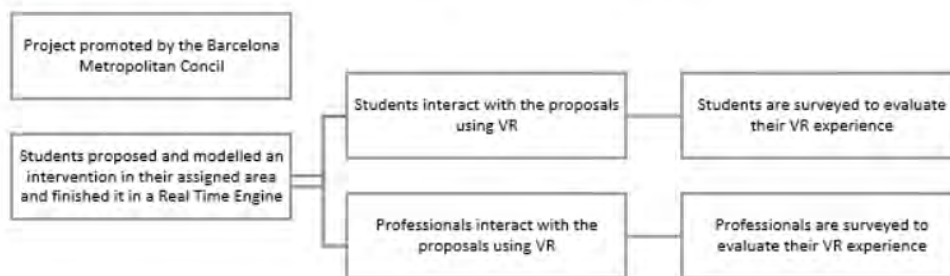 Project promoted by the Barcelona
Metropolitan Concil
Students proposed and modelled an
intervention in their assigned area
and finished it in a Real Time Engine
Students interact with the proposals
using VR
Students are surveyed to evaluate
their VR experience
Professionals interact with the
proposals using VR
Professionals are surveyed to
evaluate their VR experience